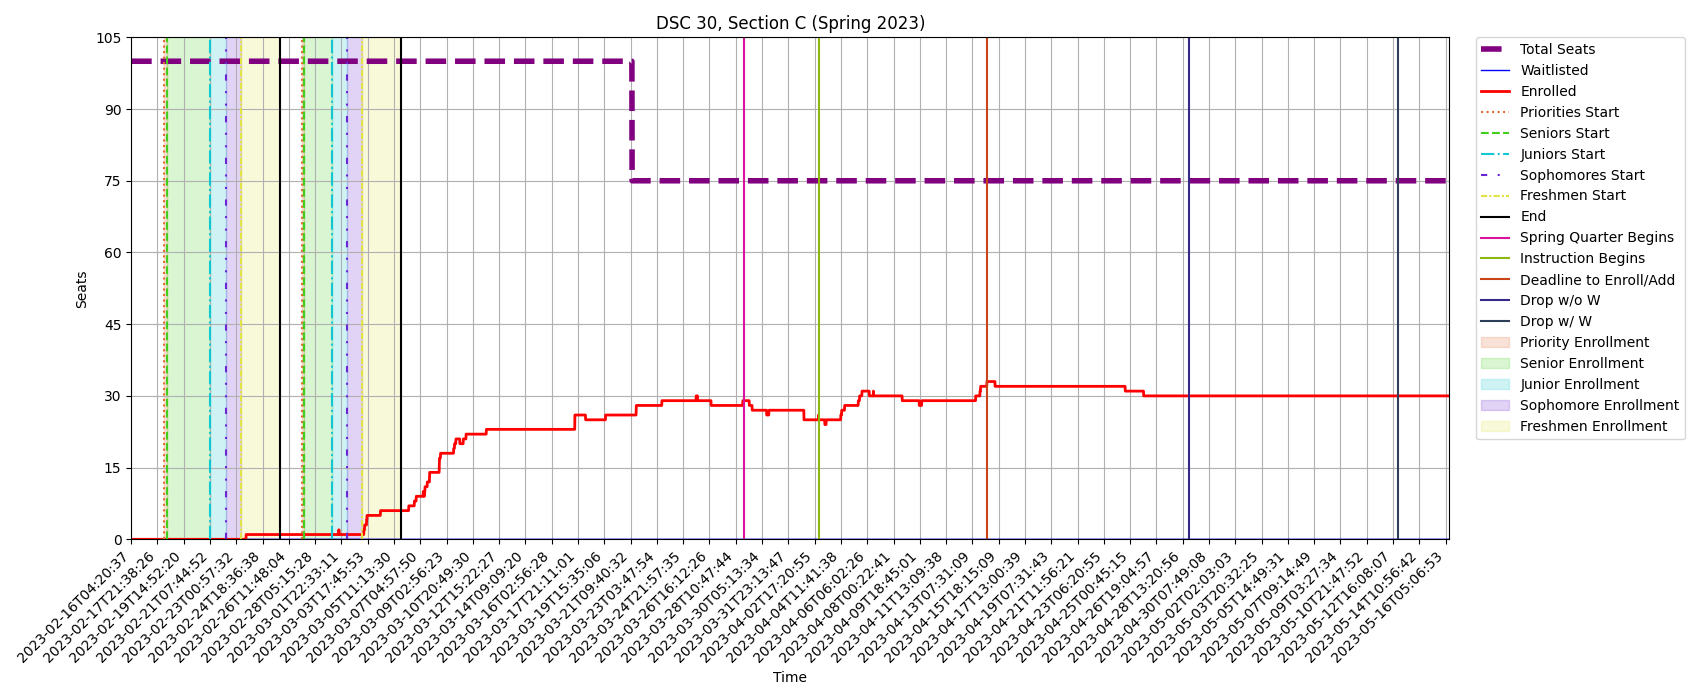 DSC 30, Section C (Spring 2023)
105
90
75
60
45
30
15
0
Seats
2023-02-16T04:20:37
2023-02-17T21:38:26
2023-02-19T14:52:20
2023-02-21T07:44:52
2023-02-23T00:57:32
2023-02-24T18:36:38
2023-02-26T11:48:04
2023-02-28T05:15:28
2023-03-01T22:33:11
2023-03-03T17:45:53
2023-03-05T11:13:30
2023-03-07T04:57:50
2023-03-09T02:56:23
2023-03-10T20:49:30
2023-03-12T15:22:27
2023-03-14T09:09:20
2023-03-16T02:56:28
2023-03-17T21:11:01
2023-03-19T15:35:06
2023-03-21T09:40:32
2023-03-23T03:47:54
2023-03-24T21:57:35
2023-03-26T16:12:26
2023-03-28T10:47:44
2023-03-30T05:13:34
2023-03-31T23:13:47
2023-04-02T17:20:55
2023-04-04T11:41:38
2023-04-06T06:02:26
2023-04-08T00:22:41
2023-04-09T18:45:01
2023-04-11T13:09:38
2023-04-13T07:31:09
2023-04-15T18:15:09
2023-04-17T13:00:39
2023-04-19T07:31:43
2023-04-21T11:56:21
2023-04-23T06:20:55
2023-04-25T00:45:15
2023-04-26T19:04:57
2023-04-28T13:20:56
2023-04-30T07:49:08
2023-05-02T02:03:03
2023-05-03T20:32:25
2023-05-05T14:49:31
2023-05-07T09:14:49
2023-05-09T03:27:34
2023-05-10T21:47:52
2023-05-12T16:08:07
2023-05-14T10:56:42
2023-05-16T05:06:53
Time
Total Seats
Waitlisted
Enrolled
Priorities Start
Seniors Start
Juniors Start
Sophomores Start
Freshmen Start
End
Spring Quarter Begins
Instruction Begins
Deadline to Enroll/Add
Drop w/o W
Drop w/ W
Priority Enrollment
Senior Enrollment
Junior Enrollment
Sophomore Enrollment
Freshmen Enrollment